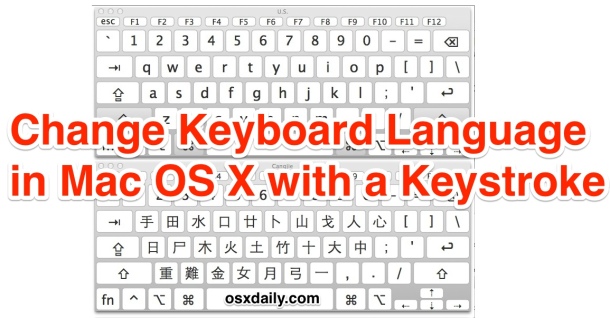 U.S.
esc F1 F2 F3 F4 F5 F6 F7 F8 F9 F10 F11 F12
` 1 2 3 4 5 6 7 8 9 0 - =
q w e r t y u i o p [ ] \
a s d f g h j k l ; '
Change Keyboard Language
in Mac OS X with a Keystroke
手 田 水 口 廿 卜 山 戈 人 心 [ ] \
日 尸 木 火 土 竹 十 大 中 ; '
重 難 金 女 月 弓 一 , . /
fn ^ ⌥ ⌘ osxdaily.com ⌘ ⌥